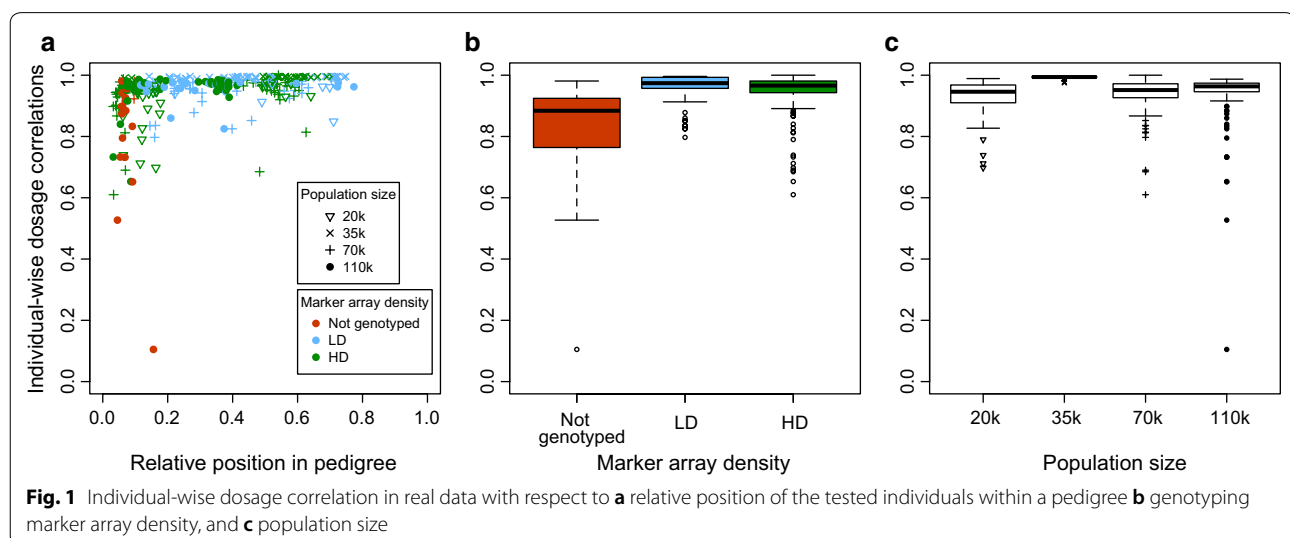 a
b
c
Individual-wise dosage correlations
1.0
0.8
0.6
0.4
0.2
0.0
0.0 0.2 0.4 0.6 0.8 1.0
Relative position in pedigree
Population size
20k
35k
70k
110k
Marker array density
Not genotyped
LD
HD
1.0
0.8
0.6
0.4
0.2
0.0
Not genotyped
LD
HD
Marker array density
1.0
0.8
0.6
0.4
0.2
0.0
20k 35k 70k 110k
Population size
Fig. 1 Individual-wise dosage correlation in real data with respect to a relative position of the tested individuals within a pedigree b genotyping
marker array density, and c population size